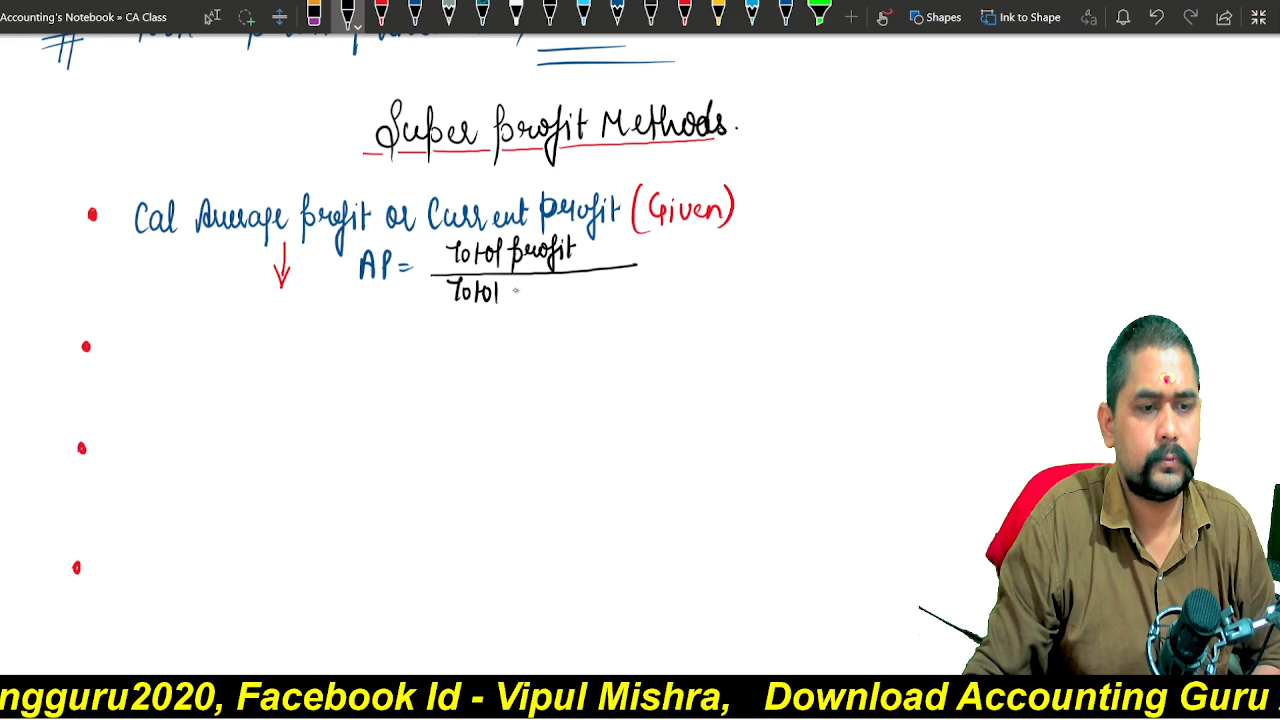 Accounting's Notebook » CA Class
Shapes
Ink to Shape
Super profit Methods.
Cal Average profit or Current profit (Given)
AP = Total profit
Total
ngguru2020, Facebook Id - Vipul Mishra, Download Accounting Guru